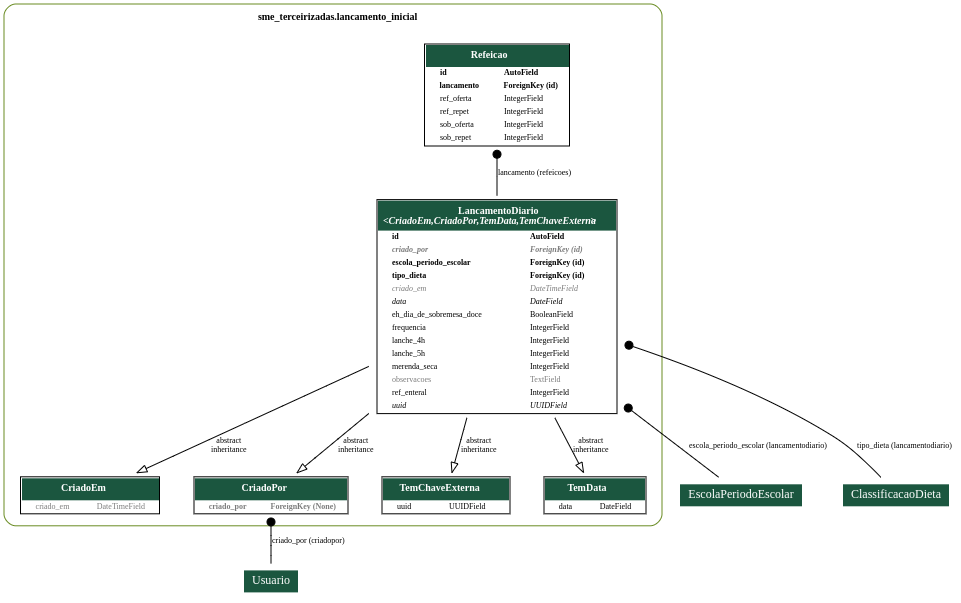 sme_terceirizadas.lancamento_inicial
Refeicao
id AutoField
lancamento ForeignKey (id)
ref_oferta IntegerField
ref_repet IntegerField
sob_oferta IntegerField
sob_repet IntegerField
lancamento (refeicoes)
LancamentoDiario
<CriadoEm,CriadoPor,TemData,TemChaveExterna>
id AutoField
criado_por ForeignKey (id)
escola_periodo_escolar ForeignKey (id)
tipo_dieta ForeignKey (id)
criado_em DateTimeField
data DateField
eh_dia_de_sobremesa_doce BooleanField
frequencia IntegerField
lanche_4h IntegerField
lanche_5h IntegerField
merenda_seca IntegerField
observacoes TextField
ref_enteral IntegerField
uuid UUIDField
abstract
inheritance
abstract
inheritance
abstract
inheritance
abstract
inheritance
escola_periodo_escolar (lancamentodiario)
tipo_dieta (lancamentodiario)
CriadoEm
criado_em DateTimeField
CriadoPor
criado_por ForeignKey (None)
TemChaveExterna
uuid UUIDField
TemData
data DateField
EscolaPeriodoEscolar
ClassificacaoDieta
criado_por (criadopor)
Usuario